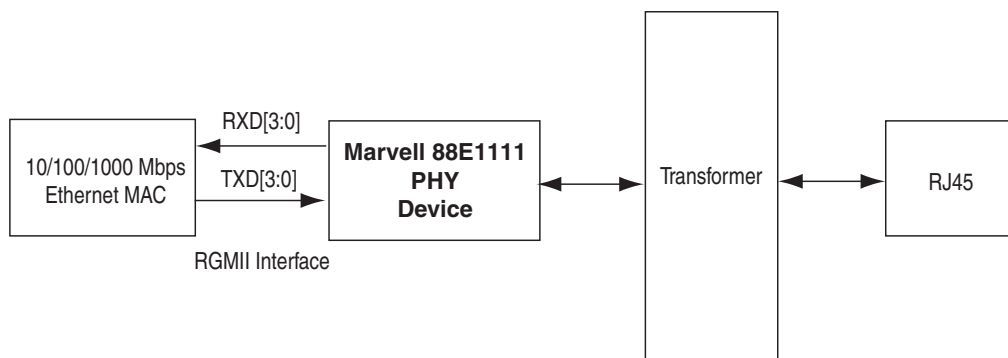 RXD[3:0]
10/100/1000 Mbps
Ethernet MAC
TXD[3:0]
RGMII Interface
Marvell 88E1111
PHY
Device
Transformer
RJ45